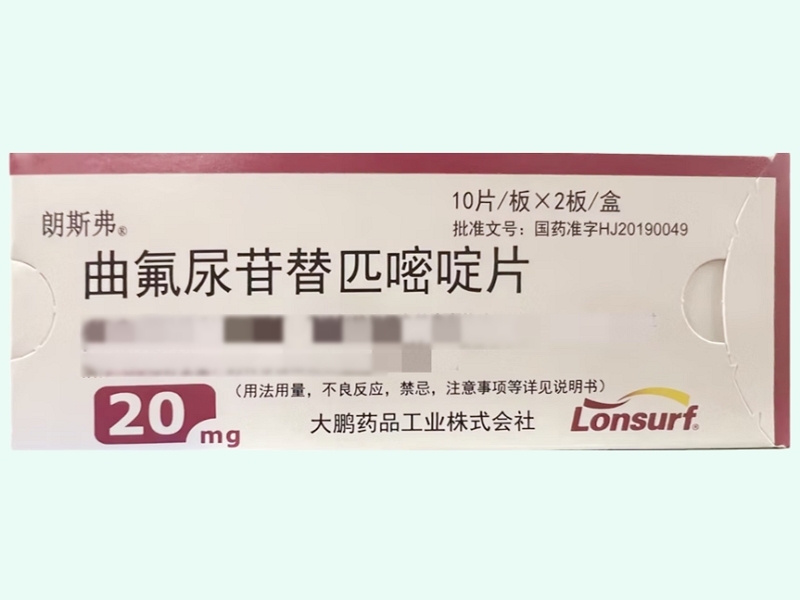 10片/板×2板/盒
朗斯弗®
批准文号：国药准字HJ20190049
曲氟尿苷替匹嘧啶片
（用法用量，不良反应，禁忌，注意事项等详见说明书）
20 mg
大鹏药品工业株式会社
Lonsurf®